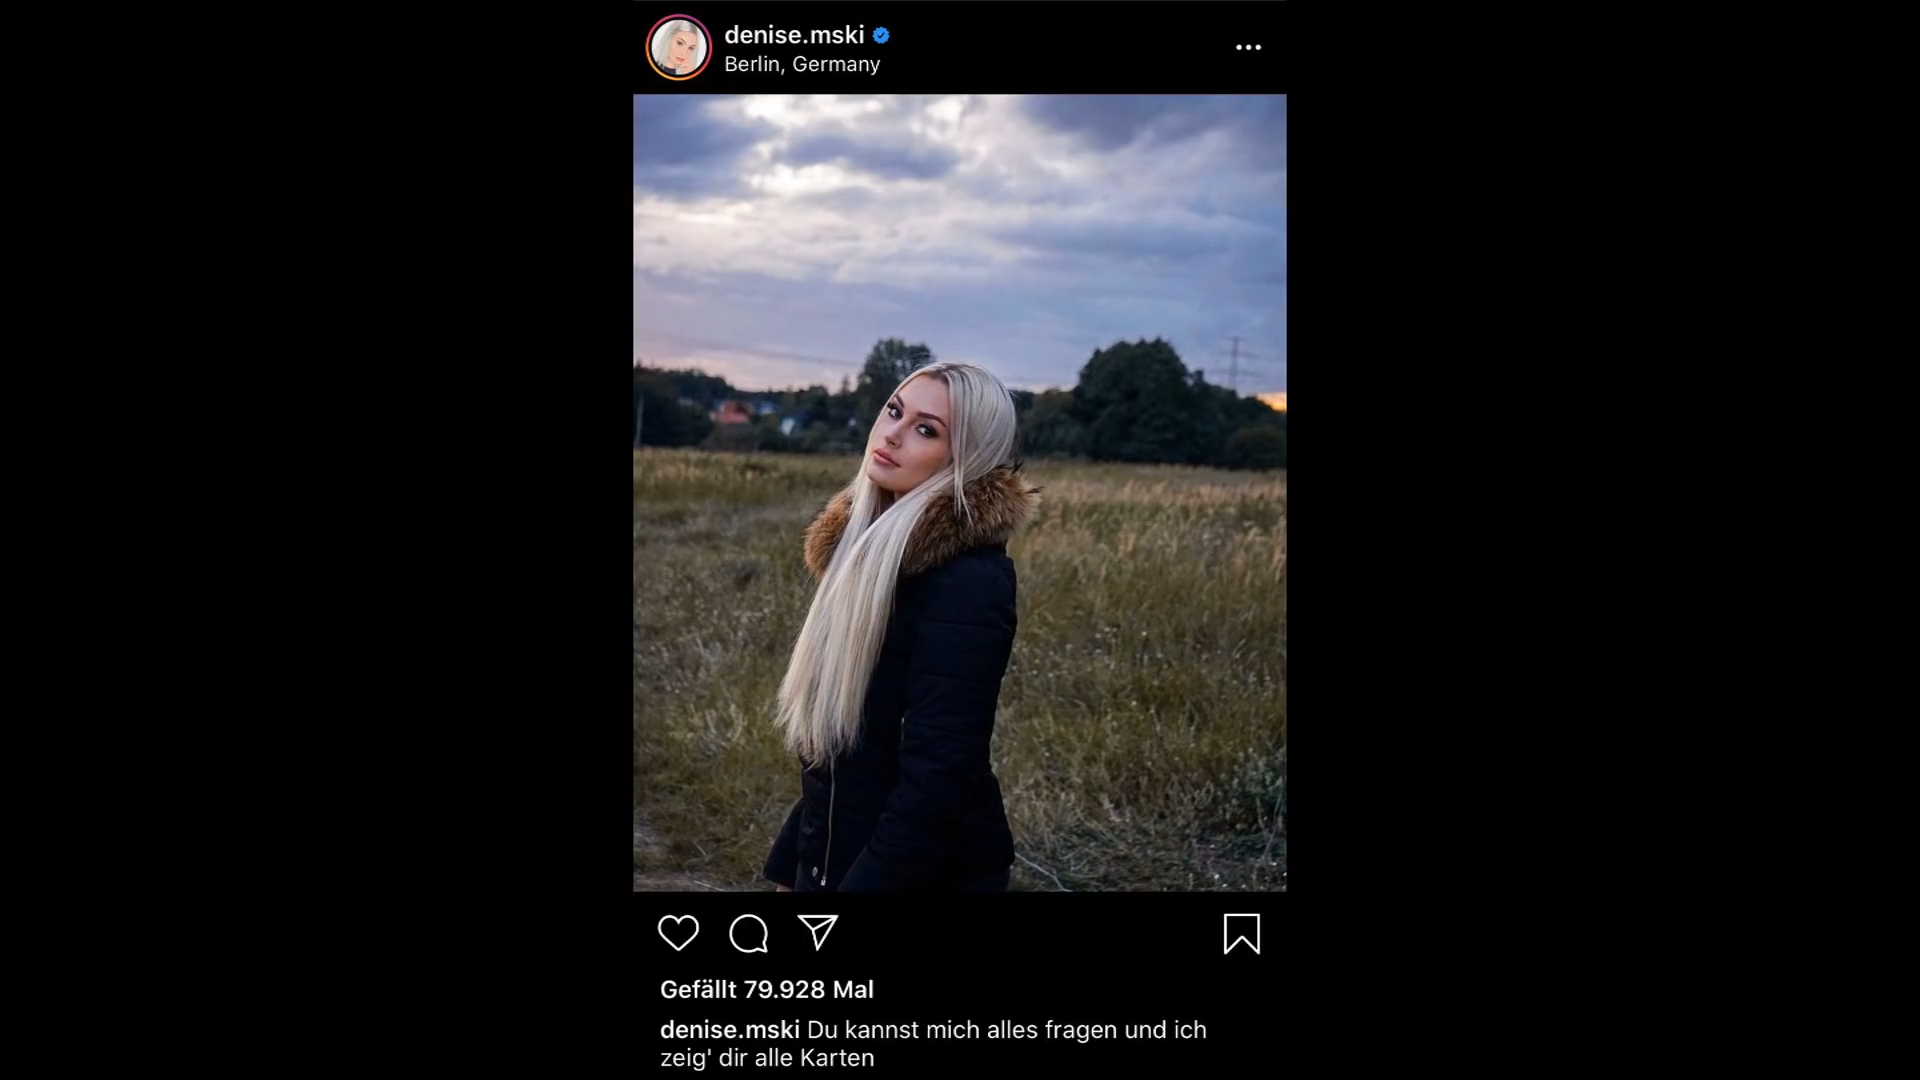 denise.mski
Berlin, Germany
Gefällt 79.928 Mal
denise.mski Du kannst mich alles fragen und ich
zeig' dir alle Karten